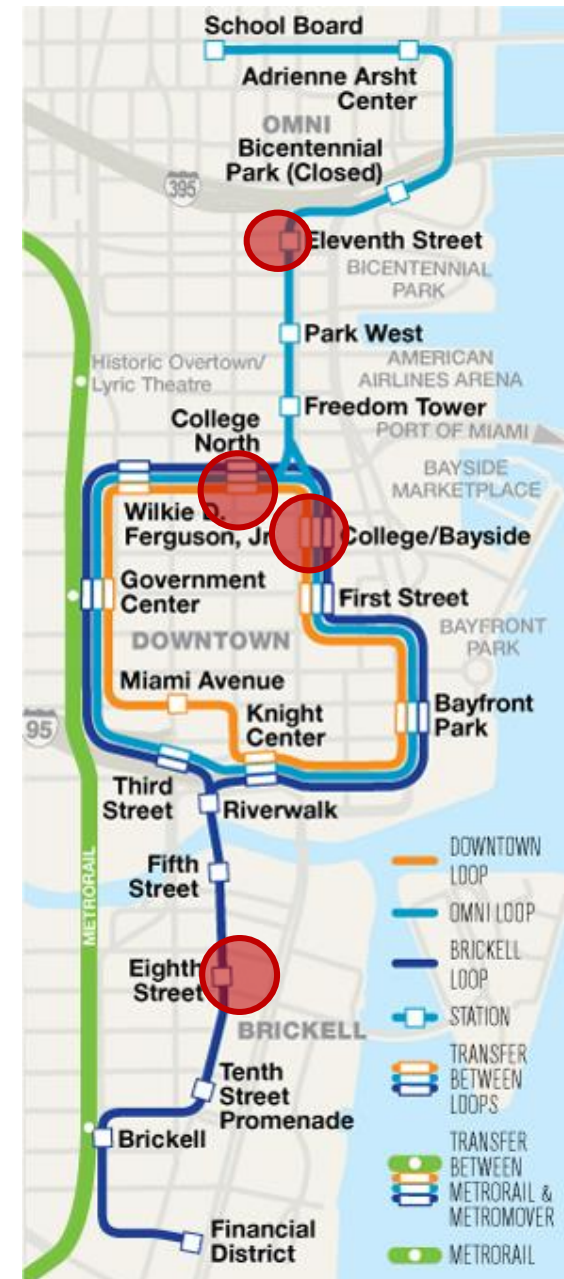 School Board
Adrienne Arsht
Center
OMNI
Bicentennial
Park (Closed)
395
Eleventh Street
BICENTENNIAL
PARK
Park West
Historic Overtown/
Lyric Theatre
AMERICAN
AIRLINES ARENA
Freedom Tower
College
North
PORT OF MIAMI
BAYSIDE
MARKETPLACE
Wilkie D.
Ferguson, Jr
College/Bayside
Government
Center
First Street
DOWNTOWN
BAYFRONT
PARK
Miami Avenue
Knight
Center
Bayfront
Park
95
Third
Street
Riverwalk
Fifth
Street
METRORAIL
Eighth
Street
BRICKELL
Tenth
Street
Promenade
Brickell
Financial
District
DOWNTOWN
LOOP
OMNI LOOP
BRICKELL
LOOP
STATION
TRANSFER
BETWEEN
LOOPS
TRANSFER
BETWEEN
METRORAIL &
METROMOVER
METRORAIL